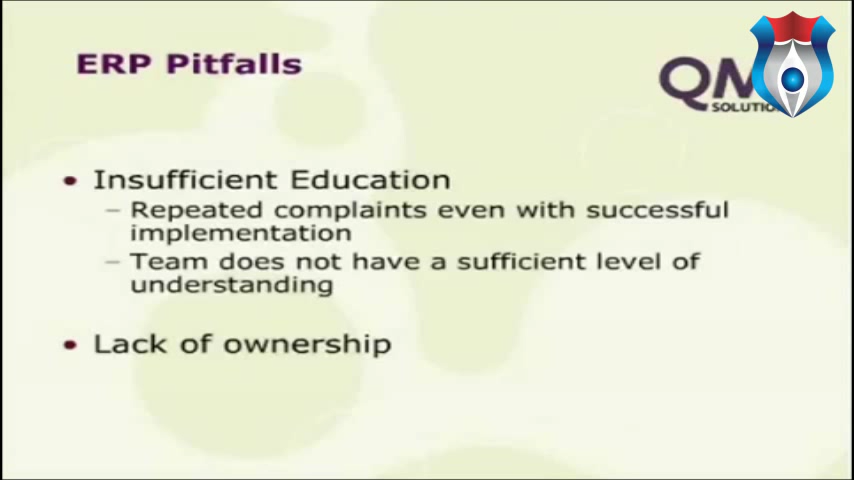 ERP Pitfalls
SOLUTION
• Insufficient Education
– Repeated complaints even with successful
implementation
– Team does not have a sufficient level of
understanding
• Lack of ownership